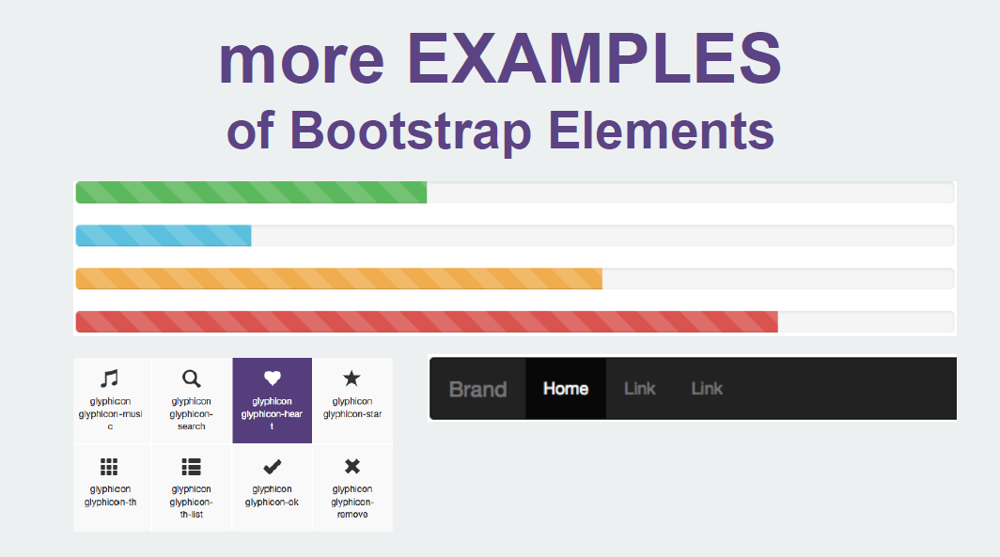 more EXAMPLES
of Bootstrap Elements
glyphicon
glyphicon-musi
c
glyphicon
glyphicon-
search
glyphicon
glyphicon-hear
t
glyphicon
glyphicon-star
Brand Home Link Link
glyphicon
glyphicon-th
glyphicon
glyphicon-
th-list
glyphicon
glyphicon-ok
glyphicon
glyphicon-
remove